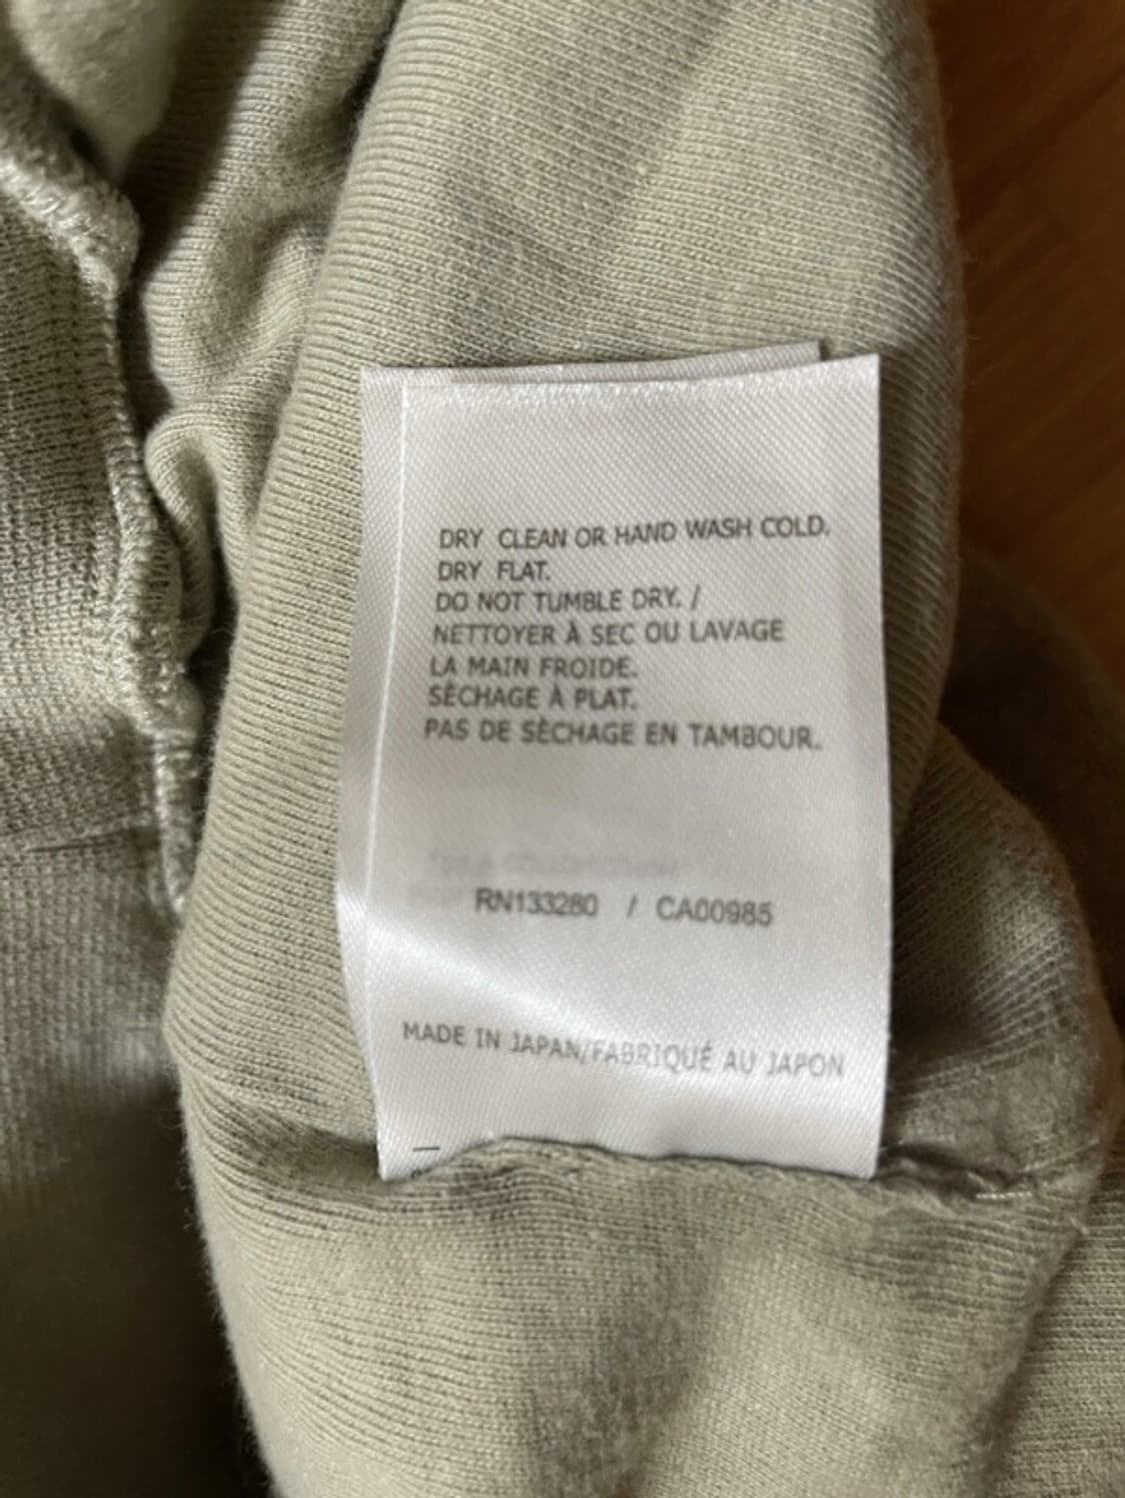 DRY CLEAN OR HAND WASH COLD.
DRY FLAT.
DO NOT TUMBLE DRY. /
NETTOYER À SEC OU LAVAGE
LA MAIN FROIDE.
SÈCHAGE À PLAT.
PAS DE SÈCHAGE EN TAMBOUR.
RN133280 / CA00985
MADE IN JAPAN/FABRIQUÉ AU JAPON